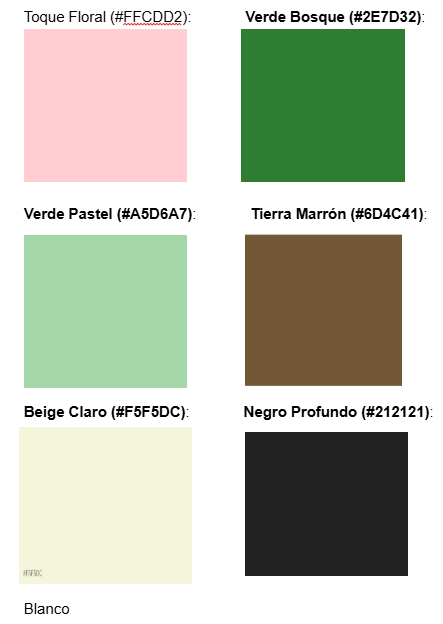 Toque Floral (#FFCDD2):
Verde Bosque (#2E7D32):
Verde Pastel (#A5D6A7):
Tierra Marrón (#6D4C41):
Beige Claro (#F5F5DC):
Negro Profundo (#212121):
#F5F5DC
Blanco